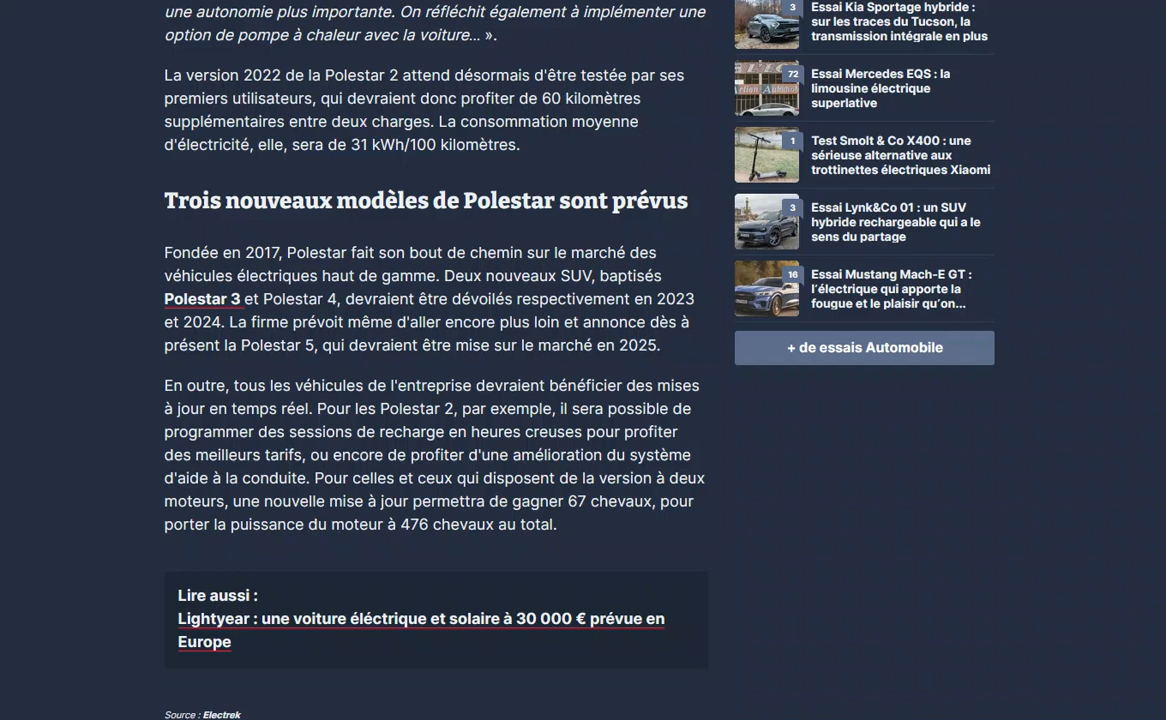 une autonomie plus importante. On réfléchit également à implémenter une
option de pompe à chaleur avec la voiture... ».
La version 2022 de la Polestar 2 attend désormais d'être testée par ses
premiers utilisateurs, qui devraient donc profiter de 60 kilomètres
supplémentaires entre deux charges. La consommation moyenne
d'électricité, elle, sera de 31 kWh/100 kilomètres.
Trois nouveaux modèles de Polestar sont prévus
Fondée en 2017, Polestar fait son bout de chemin sur le marché des
véhicules électriques haut de gamme. Deux nouveaux SUV, baptisés
Polestar 3 et Polestar 4, devraient être dévoilés respectivement en 2023
et 2024. La firme prévoit même d'aller encore plus loin et annonce dès à
présent la Polestar 5, qui devraient être mise sur le marché en 2025.
En outre, tous les véhicules de l'entreprise devraient bénéficier des mises
à jour en temps réel. Pour les Polestar 2, par exemple, il sera possible de
programmer des sessions de recharge en heures creuses pour profiter
des meilleurs tarifs, ou encore de profiter d'une amélioration du système
d'aide à la conduite. Pour celles et ceux qui disposent de la version à deux
moteurs, une nouvelle mise à jour permettra de gagner 67 chevaux, pour
porter la puissance du moteur à 476 chevaux au total.
Lire aussi :
Lightyear : une voiture éléctrique et solaire à 30 000 € prévue en
Europe
Source : Electrek
3
Essai Kia Sportage hybride :
sur les traces du Tucson, la
transmission intégrale en plus
72
Essai Mercedes EQS : la
limousine électrique
superlative
1
Test Smolt & Co X400 : une
sérieuse alternative aux
trottinettes électriques Xiaomi
3
Essai Lynk&Co 01 : un SUV
hybride rechargeable qui a le
sens du partage
16
Essai Mustang Mach-E GT :
l'électrique qui apporte la
fougue et le plaisir qu'on...
+ de essais Automobile